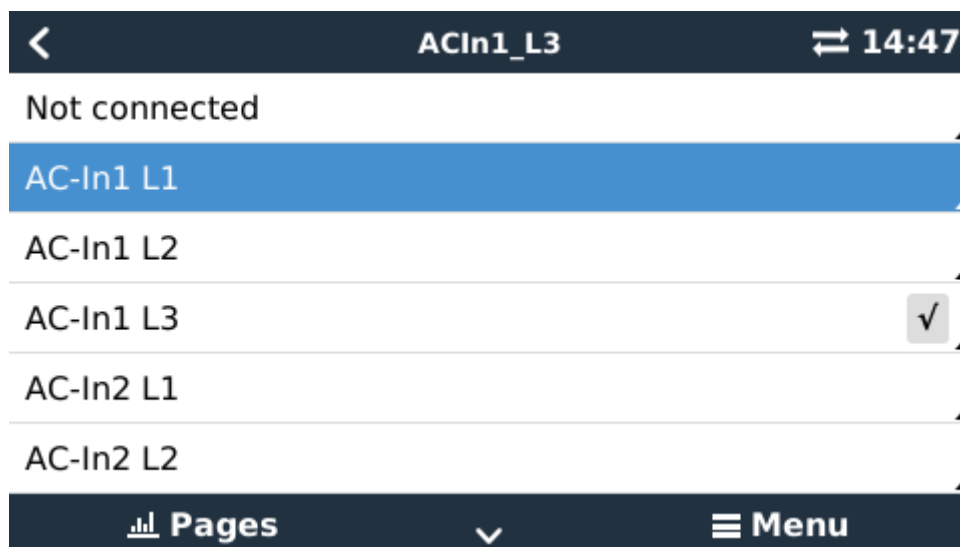 ACIn1_L3 14:47
Not connected
AC-In1 L1
AC-In1 L2
AC-In1 L3 √
AC-In2 L1
AC-In2 L2
Pages Menu